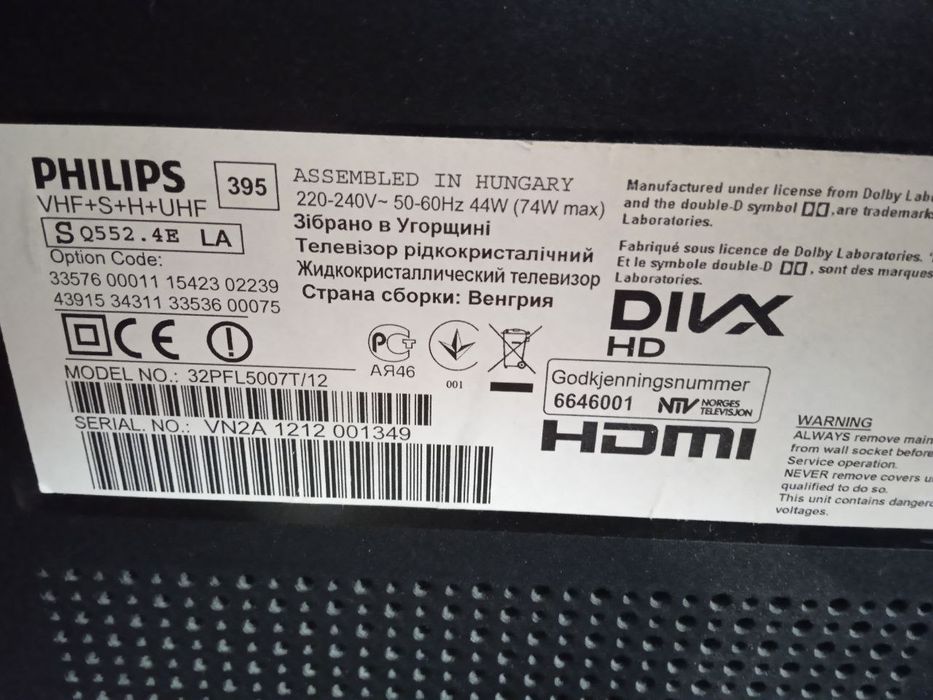 PHILIPS
395
VHF+S+H+UHF
S Q552.4E LA
Option Code:
33576 00011 15423 02239
43915 34311 33536 00075
ASSEMBLED IN HUNGARY
220-240V~ 50-60Hz 44W (74W max)
Зібрано в Угорщині
Телевізор рідкокристалічний
Жидкокристаллический телевизор
Страна сборки: Венгрия
CE
РСТ
АЯ46
001
MODEL NO.: 32PFL5007T/12
SERIAL. NO.: VN2A 1212 001349
Manufactured under license from Dolby
and the double-D symbol , are trademark
Laboratories.
Fabriqué sous licence de Dolby Laboratories.
Et le symbole double-D , sont des marques
Laboratories.
DIVX
HD
Godkjenningsnummer
6646001 NTV NORGES
TELEVISJON
HDMI
WARNING
ALWAYS remove main
from wall socket before
Service operation.
NEVER remove covers
qualified to do so.
This unit contains
voltages.